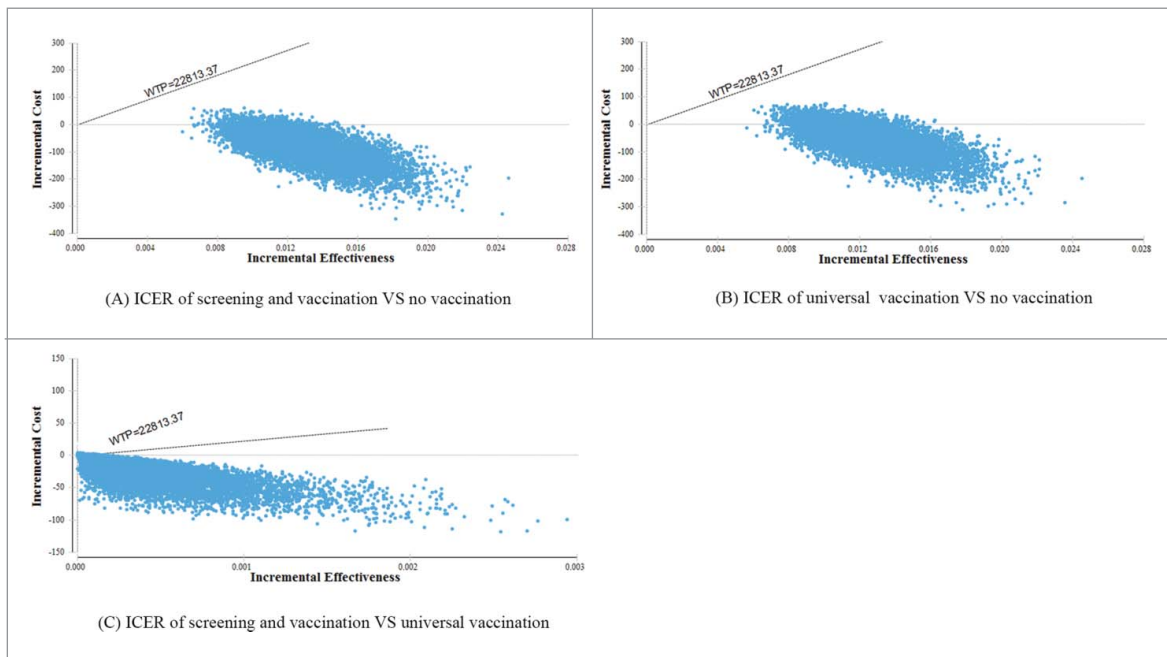 300
200
100
0
-100
-200
-300
-400
Incremental Cost
WTP=22813.37
0.000 0.004 0.008 0.012 0.016 0.020 0.024 0.028
Incremental Effectiveness
(A) ICER of screening and vaccination VS no vaccination
300
200
100
0
-100
-200
-300
-400
Incremental Cost
WTP=22813.37
0.000 0.004 0.008 0.012 0.016 0.020 0.024 0.028
Incremental Effectiveness
(B) ICER of universal vaccination VS no vaccination
150
100
50
0
-50
-100
-150
Incremental Cost
WTP=22813.37
0.000 0.001 0.002 0.003
Incremental Effectiveness
(C) ICER of screening and vaccination VS universal vaccination